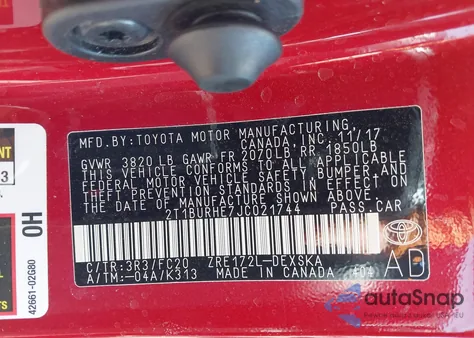 MFD.BY:TOYOTA MOTOR MANUFACTURING,
CANADA, INC. 11/17
GVWR 3820 LB GAWR FR 2070LB RR 1850LB
THIS VEHICLE CONFORMS TO ALL APPLICABLE
FEDERAL MOTOR VEHICLE SAFETY, BUMPER, AND
THEFT PREVENTION STANDARDS IN EFFECT ON
THE DATE OF MANUFACTURE SHOWN ABOVE.
2T1BURHE7JC021744 PASS.CAR
C/TR:3R3/FC20 ZRE172L-DEXSKA
A/TM:-04A/K313 MADE IN CANADA 404
AD
TOYOTA
42661-02G80
OH
autoSnap